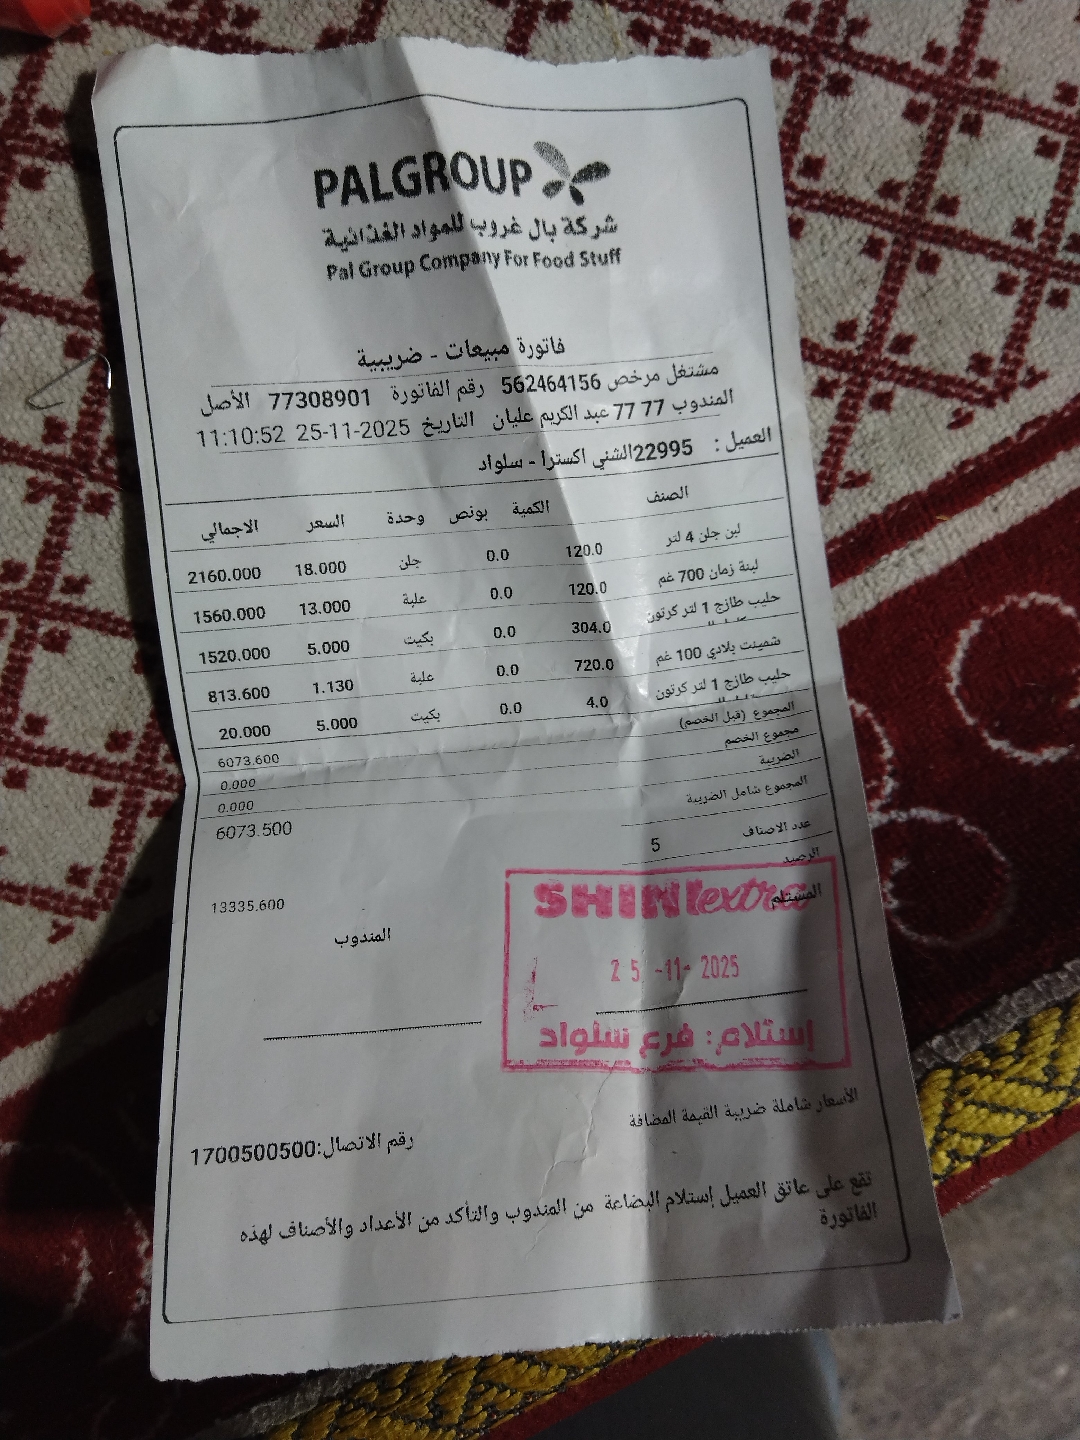 PALGROUP
شركة بال غروب للمواد الغذائية
Pal Group Company For Food Stuff
فاتورة مبيعات - ضريبية
مشتغل مرخص 562464156 رقم الفاتورة 77308901 الأصل
المندوب 77 77 عبد الكريم عليان التاريخ 25-11-2025 11:10:52
العميل : 22995الشني اكسترا - سلواد
الصنف الكمية بونص وحدة السعر الاجمالي
لبن جلن 4 لتر 120.0 0.0 جلن 18.000 2160.000
لبنة زمان 700 غم 120.0 0.0 علبة 13.000 1560.000
حليب طازج 1 لتر كرتون 304.0 0.0 بكيت 5.000 1520.000
شمينت بلادي 100 غم 720.0 0.0 علبة 1.130 813.600
حليب طازج 1 لتر كرتون 4.0 0.0 بكيت 5.000 20.000
المجموع (قبل الخصم) 6073.600
مجموع الخصم 0.000
الضريبة 0.000
المجموع شامل الضريبة 6073.500
عدد الاصناف 5
الرصيد 13335.600
المستلم المندوب
SHINI extra
25 -11- 2025
إستلام: فرع سلواد
الأسعار شاملة ضريبة القيمة المضافة
رقم الاتصال:1700500500
تقع على عاتق العميل إستلام البضاعة من المندوب والتأكد من الأعداد والأصناف لهذه
الفاتورة